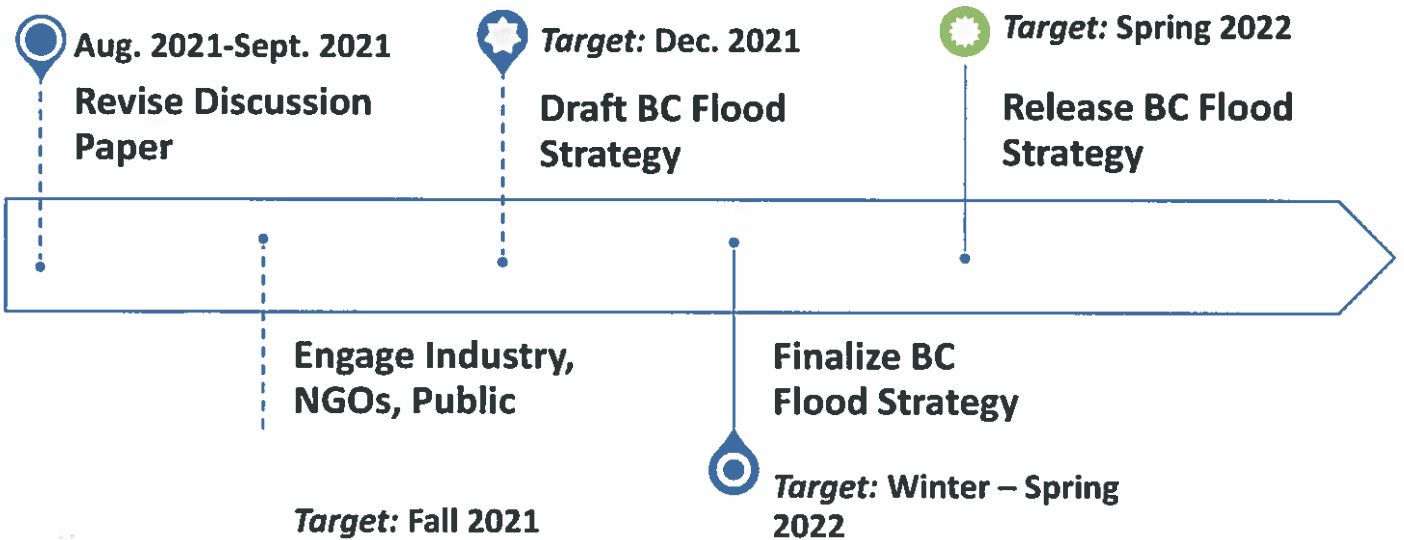 Aug. 2021-Sept. 2021
Revise Discussion
Paper
Target: Dec. 2021
Draft BC Flood
Strategy
Target: Spring 2022
Release BC Flood
Strategy
Engage Industry,
NGOs, Public
Target: Fall 2021
Finalize BC
Flood Strategy
Target: Winter – Spring
2022